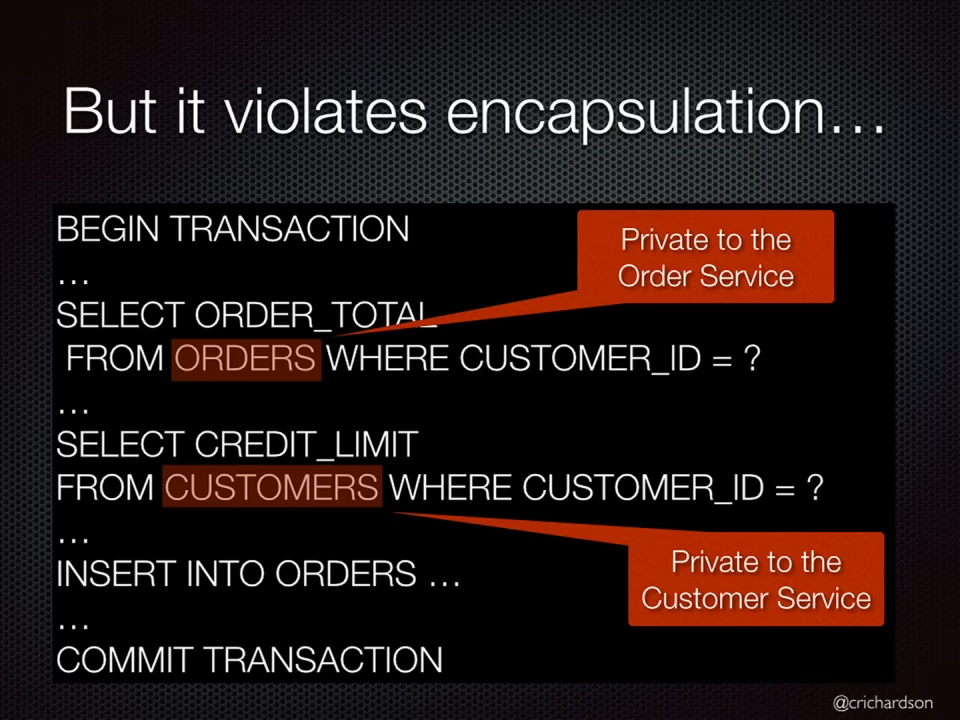 But it violates encapsulation…
BEGIN TRANSACTION
…
SELECT ORDER_TOTAL
FROM ORDERS WHERE CUSTOMER_ID = ?
…
SELECT CREDIT_LIMIT
FROM CUSTOMERS WHERE CUSTOMER_ID = ?
…
INSERT INTO ORDERS …
…
COMMIT TRANSACTION
Private to the
Order Service
Private to the
Customer Service
@crichardson